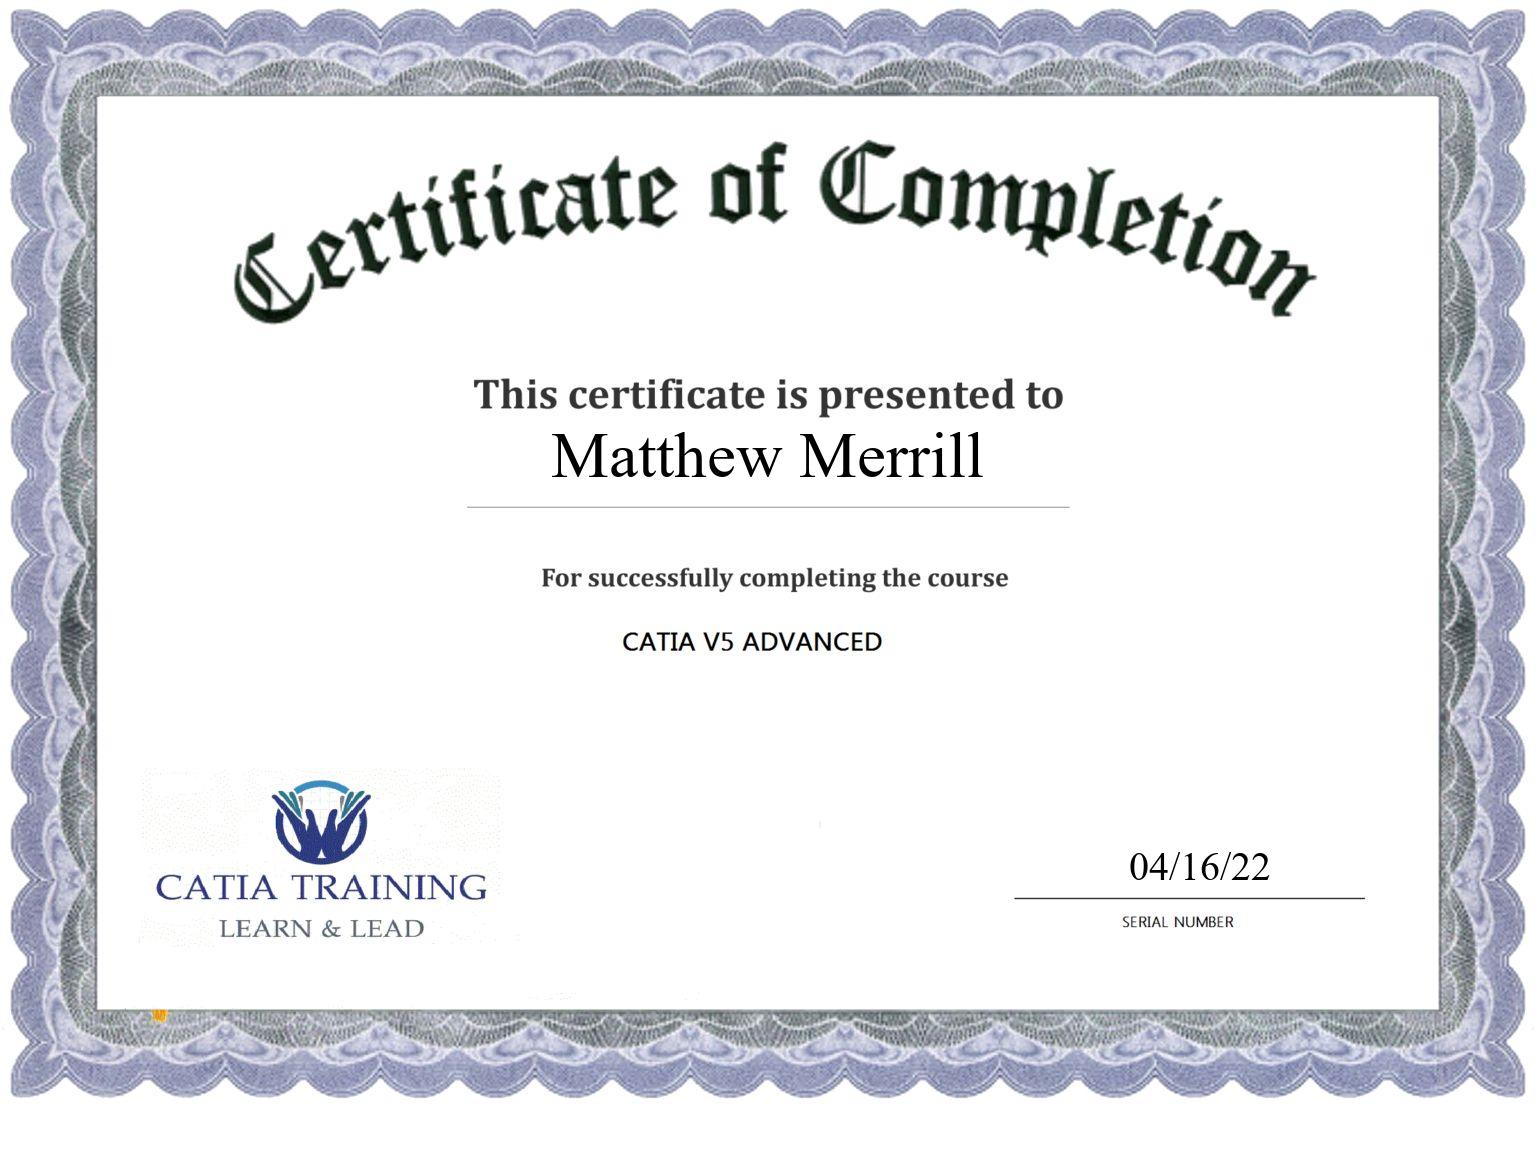 Certificate of Completion
This certificate is presented to
Matthew Merrill
For successfully completing the course
CATIA V5 ADVANCED
CATIA TRAINING
LEARN & LEAD
04/16/22
SERIAL NUMBER